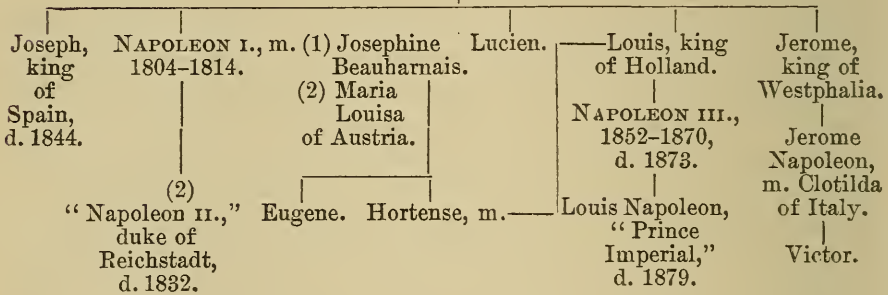 Joseph,
king
of
Spain,
d. 1844.
NAPOLEON I., m.
1804–1814.
(2)
“ Napoleon II.,”
duke of
Reichstadt,
d. 1832.
(1) Josephine
Beauharnais.
(2) Maria
Louisa
of Austria.
Eugene. Hortense, m.
Lucien.
Louis, king
of Holland.
NAPOLEON III.,
1852–1870,
d. 1873.
Louis Napoleon,
“ Prince
Imperial,”
d. 1879.
Jerome,
king of
Westphalia.
Jerome
Napoleon,
m. Clotilda
of Italy.
Victor.